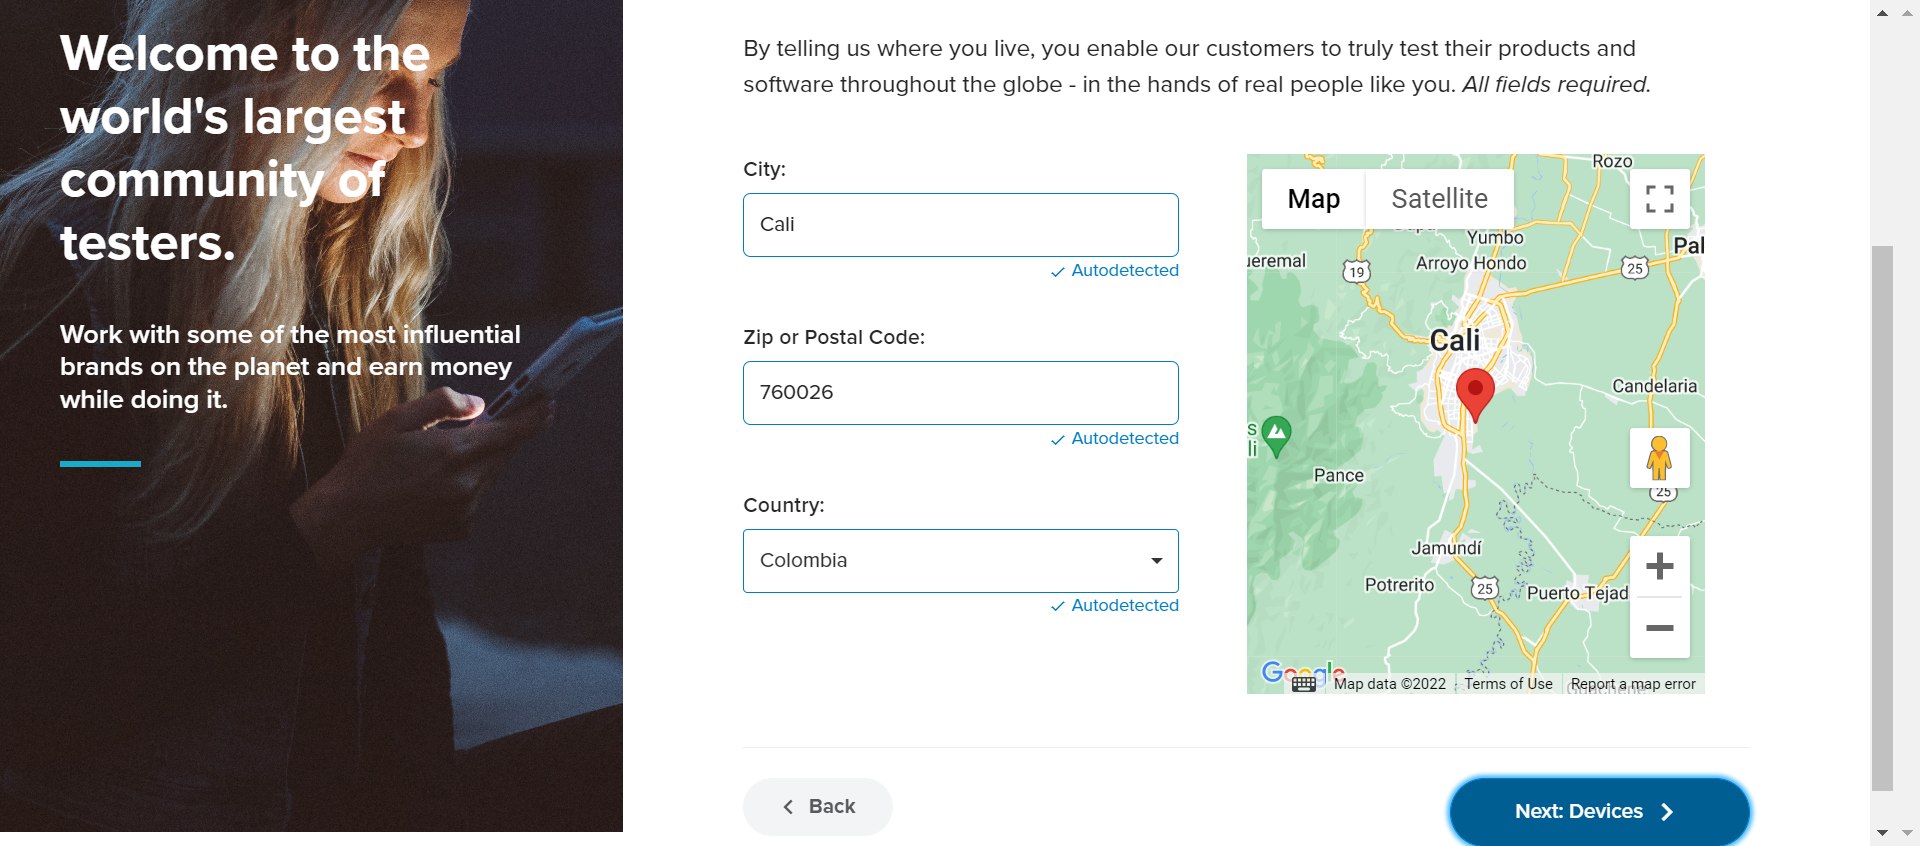 Welcome to the
world's largest
community of
testers.
Work with some of the most influential
brands on the planet and earn money
while doing it.
By telling us where you live, you enable our customers to truly test their products and
software throughout the globe - in the hands of real people like you. All fields required.
City:
Cali
Autodetected
Zip or Postal Code:
760026
Autodetected
Country:
Colombia
Autodetected
Map Satellite
Rozo
Yumbo
Pal
ueremal
Arroyo Hondo
19
25
Cali
Candelaria
s
li
Pance
25
Jamundí
Potrerito
25
Puerto Tejad
Google
Map data ©2022 Terms of Use Report a map error
Back
Next: Devices